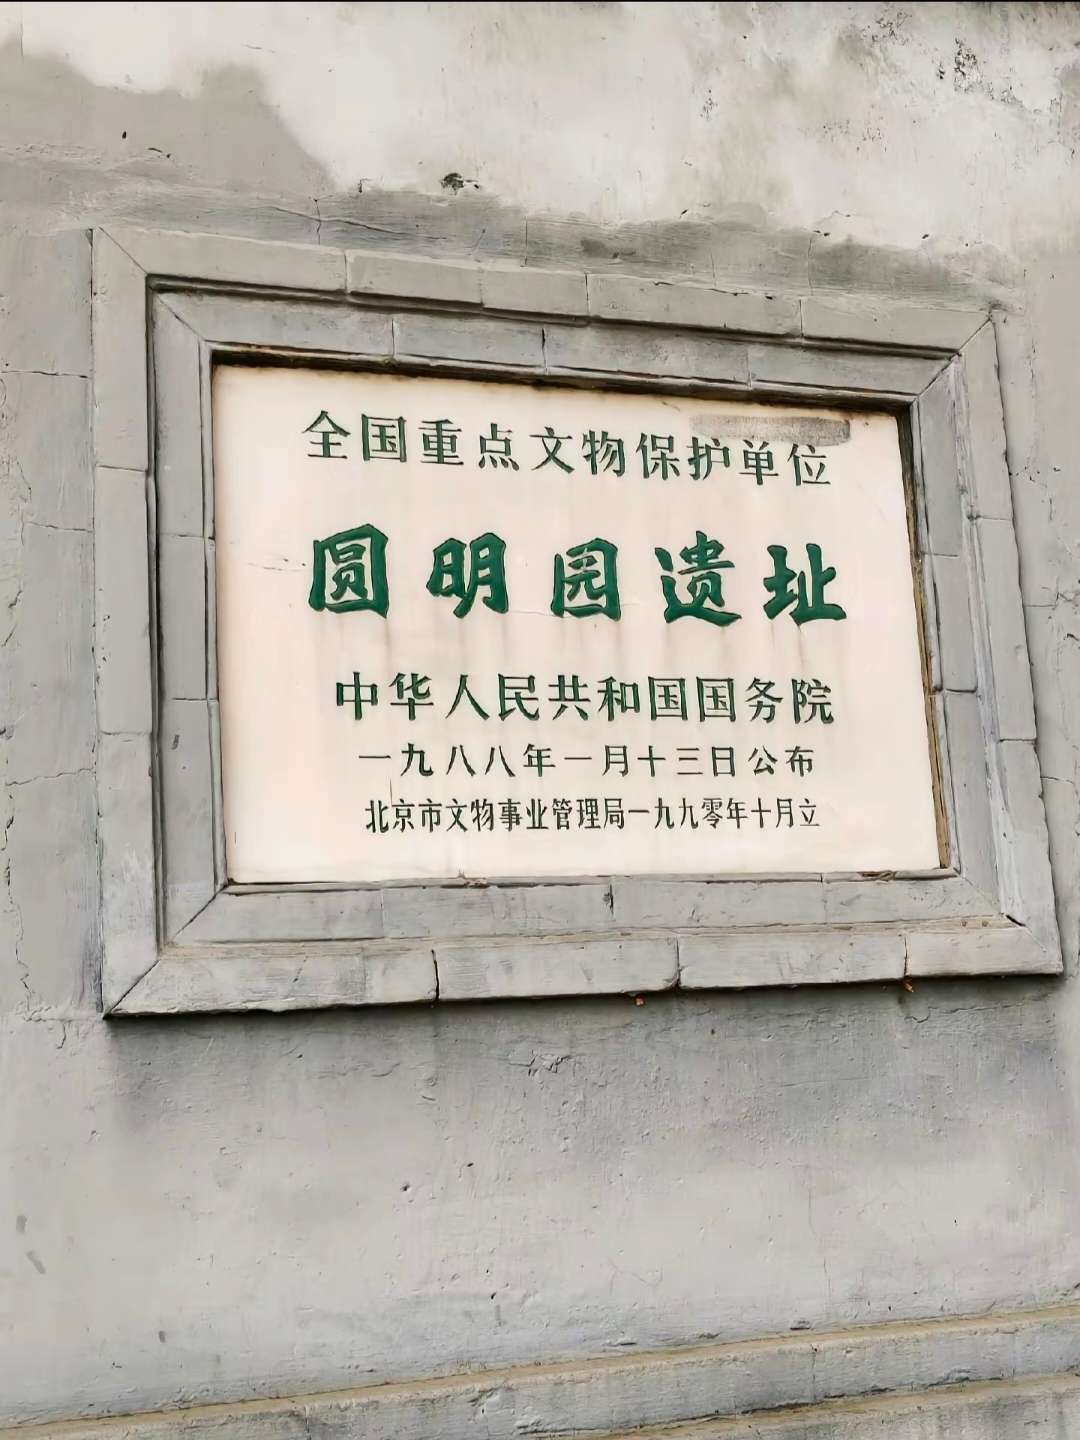 全国重点文物保护单位
圆明园遗址
中华人民共和国国务院
一九八八年一月十三日公布
北京市文物事业管理局一九九零年十月立